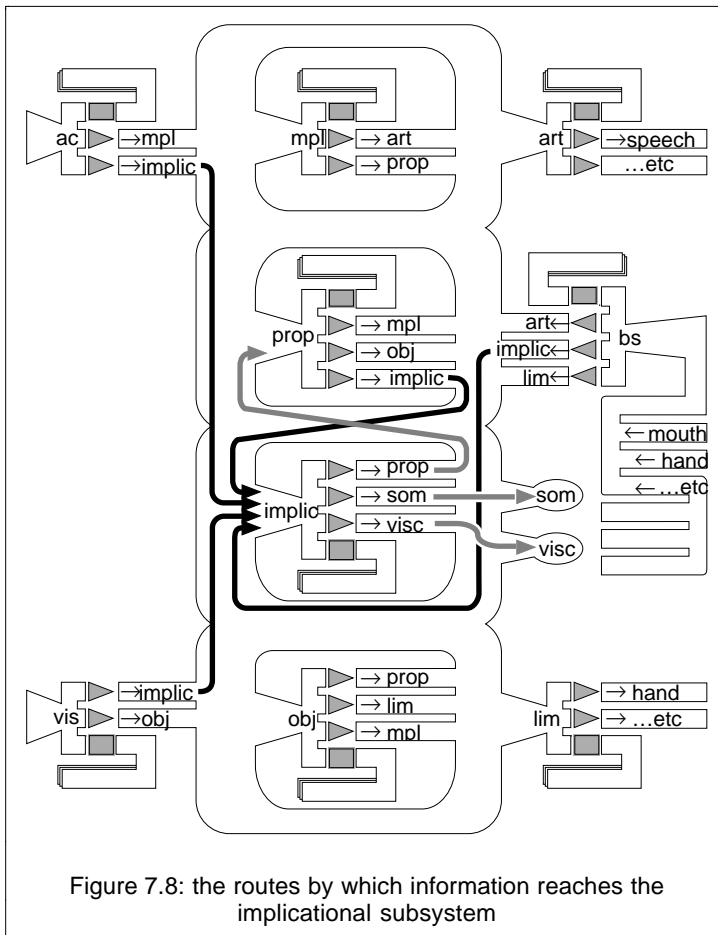 ac
→mpl
→implic
mpl
→ art
→ prop
art
→speech
…etc
prop
→ mpl
→ obj
→ implic
art←
implic←
lim←
bs
← mouth
← hand
← …etc
implic
→ prop
→ som
→ visc
som
visc
vis
→implic
→obj
obj
→ prop
→ lim
→ mpl
lim
→ hand
→ …etc
Figure 7.8: the routes by which information reaches the
implicational subsystem